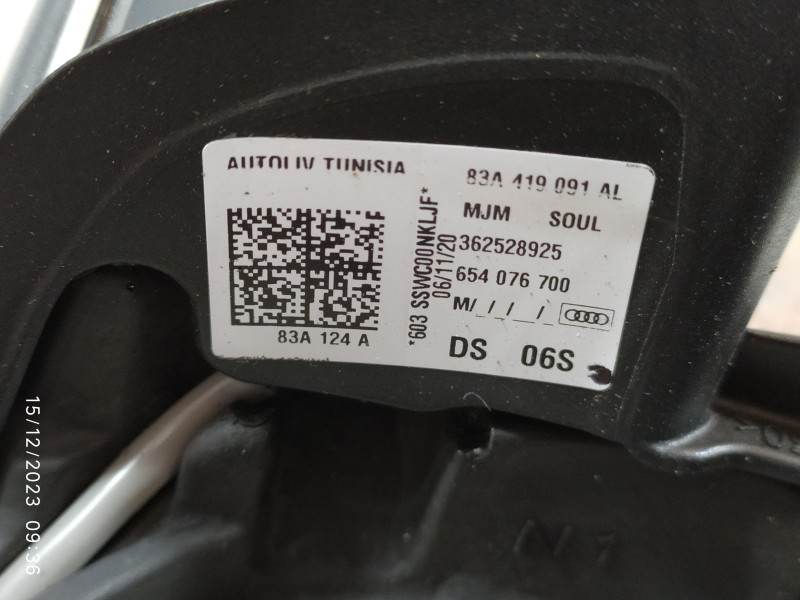 AUTOLIV TUNISIA
83A 419 091 AL
MJM SOUL
362528925
654 076 700
M/_/_/_/_
DS 06S
*603 SSWC00NKLJF*
06/11/20
83A 124 A
15/12/2023 09:36